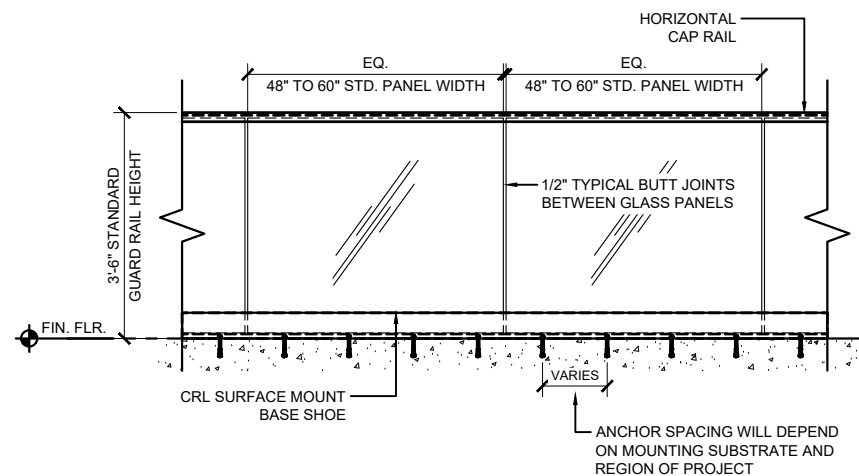 HORIZONTAL
CAP RAIL
EQ.
EQ.
48" TO 60" STD. PANEL WIDTH
48" TO 60" STD. PANEL WIDTH
3'-6" STANDARD
GUARD RAIL HEIGHT
1/2" TYPICAL BUTT JOINTS
BETWEEN GLASS PANELS
FIN. FLR.
VARIES
CRL SURFACE MOUNT
BASE SHOE
ANCHOR SPACING WILL DEPEND
ON MOUNTING SUBSTRATE AND
REGION OF PROJECT